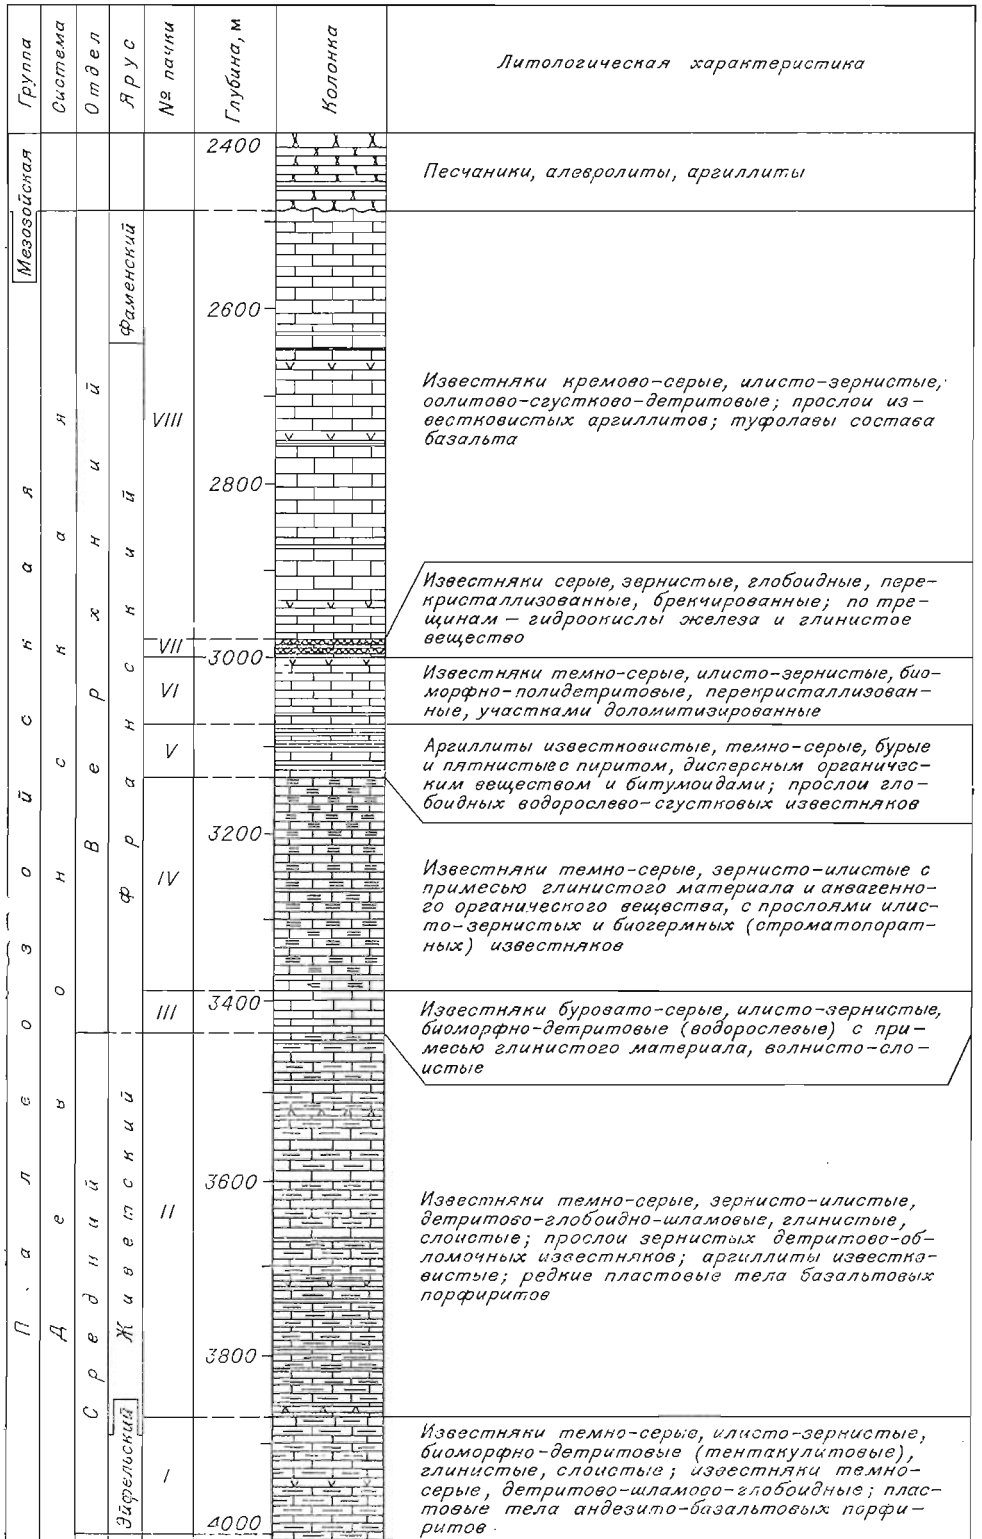 Группа
Система
Отдел
Ярус
№ пачки
Глубина, м
Колонка
Литологическая характеристика
Мезозойская
Палеозойская
Девонская
Верхний
Средний
Фаменский
Франский
Живетский
Эйфельский
2400
Песчаники, алевролиты, аргиллиты
2600
VIII
Известняки кремово-серые, илисто-зернистые,
оолитово-сгустково-детритовые; прослои из-
вестковистых аргиллитов; туфолавы состава
базальта
2800
Известняки серые, зернистые, глобоидные, пере-
кристаллизованные, брекчированные; по тре-
щинам — гидроокислы железа и глинистое
вещество
VII
3000
VI
Известняки темно-серые, илисто-зернистые, био-
морфно-полидетритовые, перекристаллизован-
ные, участками доломитизированные
V
Аргиллиты известковистые, темно-серые, бурые
и пятнистые с пиритом, дисперсным органичес-
ким веществом и битумоидами; прослои гло-
боидных водорослево-сгустковых известняков
3200
IV
Известняки темно-серые, зернисто-илистые с
примесью глинистого материала и аквагенно-
го органического вещества, с прослоями илис-
то-зернистых и биогермных (строматопорат-
ных) известняков
3400
III
Известняки буровато-серые, илисто-зернистые,
биоморфно-детритовые (водорослевые) с при-
месью глинистого материала, волнисто-сло-
истые
3600
II
Известняки темно-серые, зернисто-илистые,
детритово-глобоидно-шламовые, глинистые,
слоистые; прослои зернистых детритово-об-
ломочных известняков; аргиллиты известко-
вистые; редкие пластовые тела базальтовых
порфиритов
3800
I
Известняки темно-серые, илисто-зернистые,
биоморфно-детритовые (тентакулитовые),
глинистые, слоистые; известняки темно-
серые, детритово-шламово-глобоидные; плас-
товые тела андезито-базальтовых порфи-
ритов
4000